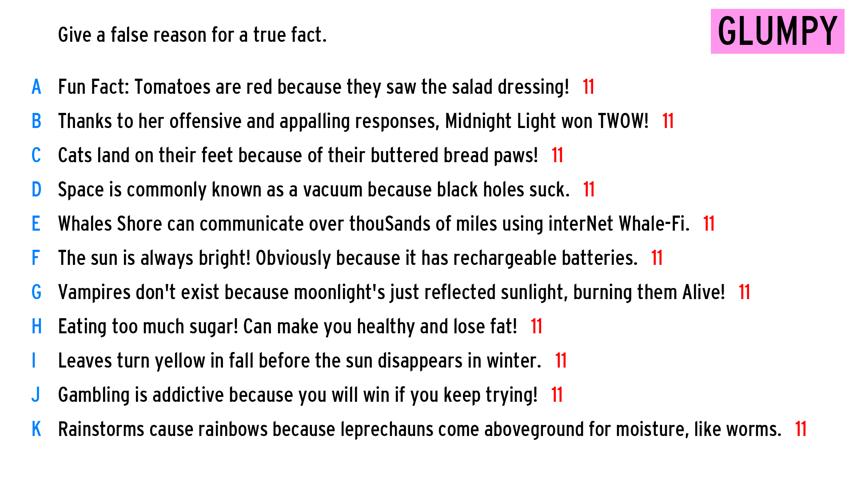 Give a false reason for a true fact.
GLUMPY
A Fun Fact: Tomatoes are red because they saw the salad dressing! 11
B Thanks to her offensive and appalling responses, Midnight Light won TWOW! 11
C Cats land on their feet because of their buttered bread paws! 11
D Space is commonly known as a vacuum because black holes suck. 11
E Whales Shore can communicate over thouSands of miles using interNet Whale-Fi. 11
F The sun is always bright! Obviously because it has rechargeable batteries. 11
G Vampires don't exist because moonlight's just reflected sunlight, burning them Alive! 11
H Eating too much sugar! Can make you healthy and lose fat! 11
I Leaves turn yellow in fall before the sun disappears in winter. 11
J Gambling is addictive because you will win if you keep trying! 11
K Rainstorms cause rainbows because leprechauns come aboveground for moisture, like worms. 11